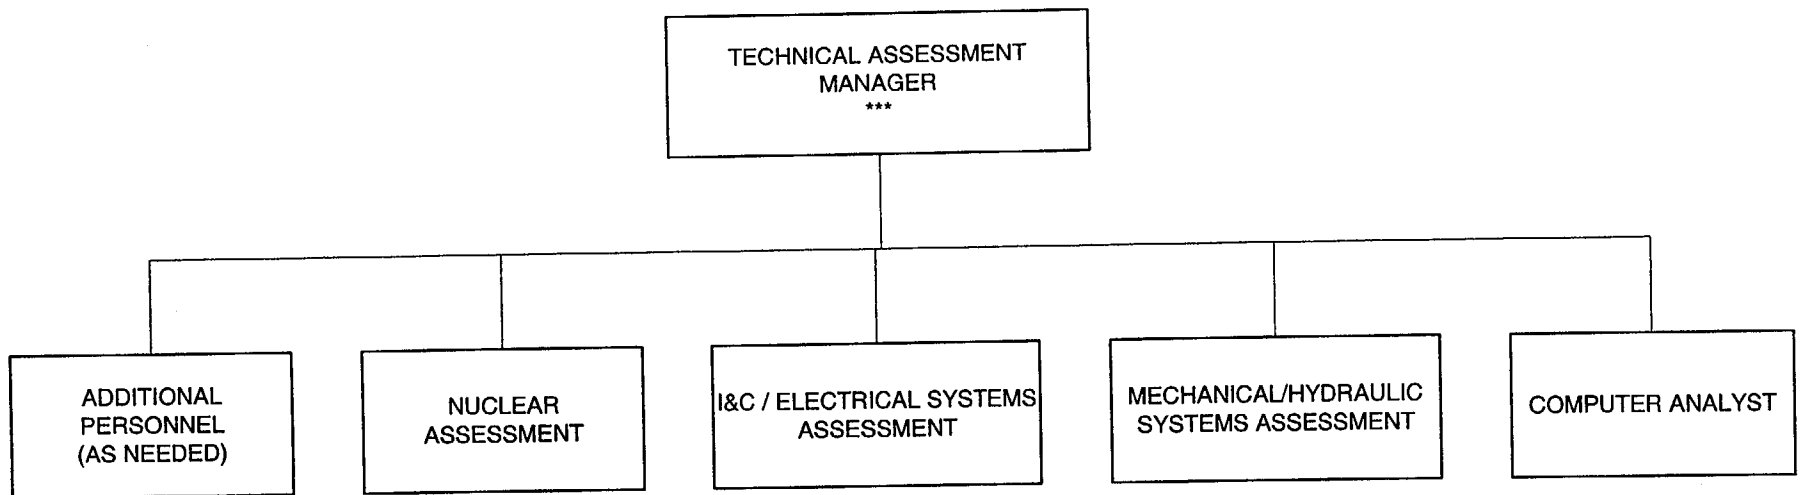 TECHNICAL ASSESSMENT
MANAGER
***
ADDITIONAL
PERSONNEL
(AS NEEDED)
NUCLEAR
ASSESSMENT
I&C / ELECTRICAL SYSTEMS
ASSESSMENT
MECHANICAL/HYDRAULIC
SYSTEMS ASSESSMENT
COMPUTER ANALYST